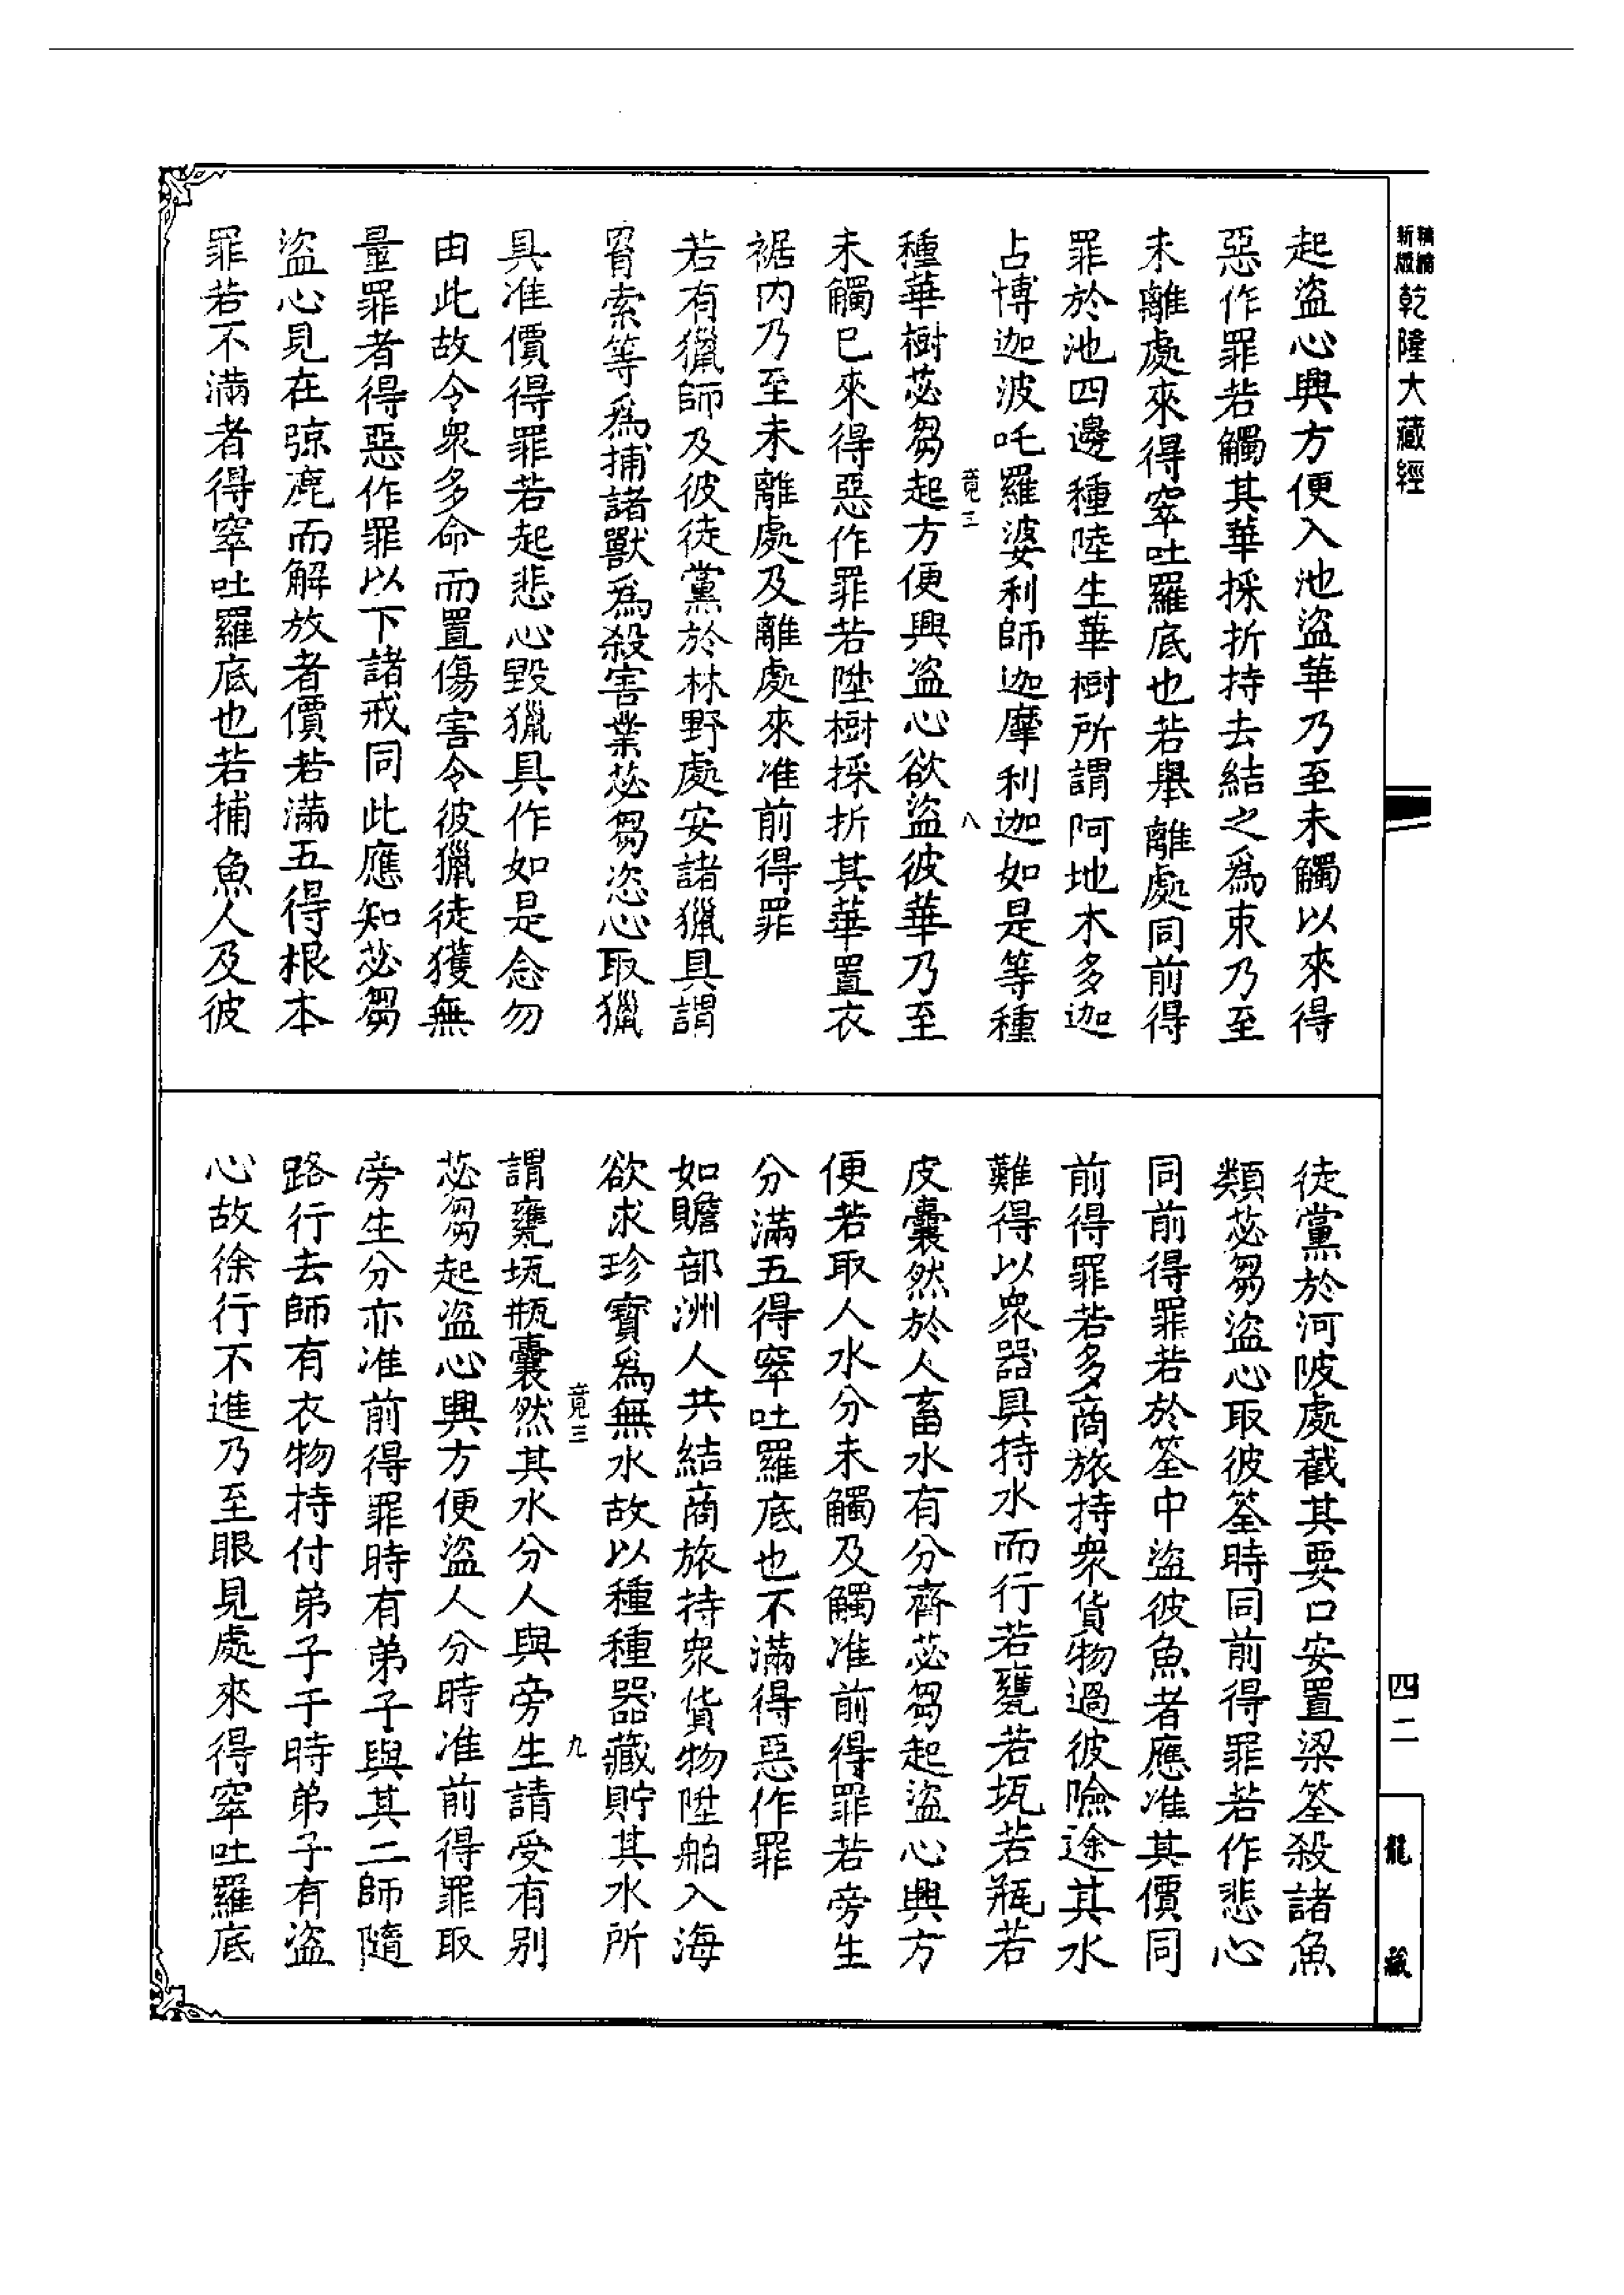 新版
精縮
乾隆大藏經
起盜心興方便入池盜華乃至未觸以來得
惡作罪若觸其華採折持去結之爲束乃至
未離處來得窣吐羅底也若舉離處同前得
罪於池四邊種陸生華樹所謂阿地木多迦
占博迦波吒羅婆利師迦摩利迦如是等種
種華樹苾芻起方便興盜心欲盜彼華乃至
竟三
八
未觸已來得惡作罪若陞樹採折其華置衣
裾內乃至未離處及離處來准前得罪
若有獵師及彼徒黨於林野處安諸獵具謂
罥索等爲捕諸獸爲殺害業苾芻恣心取獵
具准價得罪若起悲心毀獵具作如是念勿
由此故令衆多命而置傷害令彼獵徒獲無
量罪者得惡作罪以下諸戒同此應知苾芻
盜心見在弶鹿而解放者價若滿五得根本
罪若不滿者得窣吐羅底也若捕魚人及彼
徒黨於河陂處截其要口安置梁筌殺諸魚
類苾芻盜心取彼筌時同前得罪若作悲心
同前得罪若於筌中盜彼魚者應准其價同
前得罪若多商旅持衆貨物過彼險途其水
難得以衆器具持水而行若甕若瓨若瓶若
皮囊然於人畜水有分齊苾芻起盜心興方
便若取人水分未觸及觸准前得罪若旁生
分滿五得窣吐羅底也不滿得惡作罪
如贍部洲人共結商旅持衆貨物陞舶入海
欲求珍寶爲無水故以種種器藏貯其水所
竟三
九
謂甕瓨瓶囊然其水分人與旁生請受有別
苾芻起盜心興方便盜人分時准前得罪取
旁生分亦准前得罪時有弟子與其二師隨
路行去師有衣物持付弟子于時弟子有盜
心故徐行不進乃至眼見處來得窣吐羅底
四二
龍藏